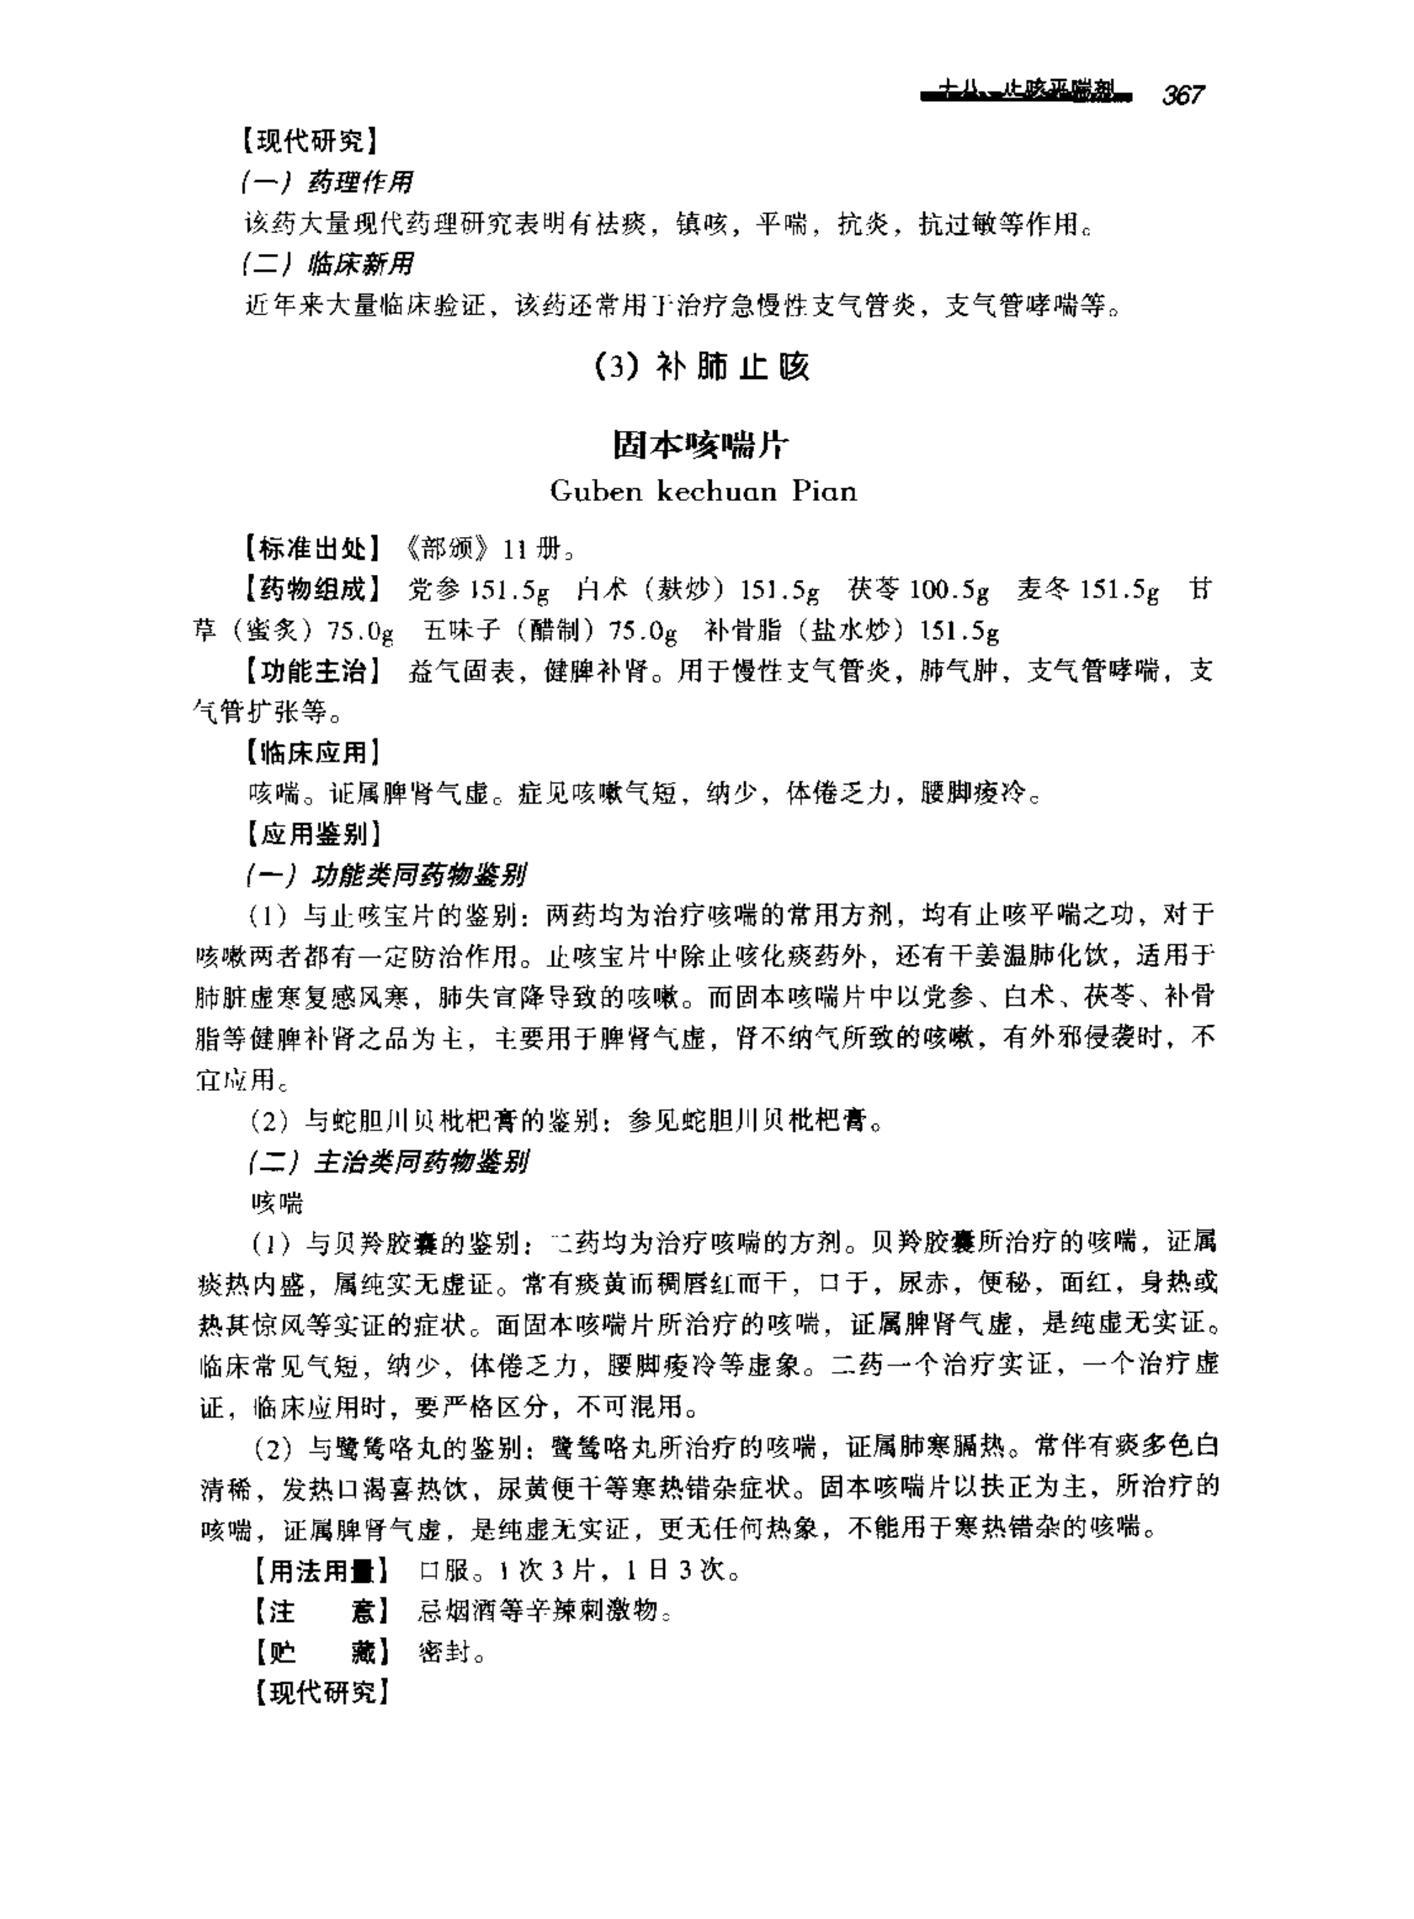 十八、止咳平喘剂 367
【现代研究】
(一) 药理作用
该药大量现代药理研究表明有祛痰，镇咳，平喘，抗炎，抗过敏等作用。
(二) 临床新用
近年来大量临床验证，该药还常用于治疗急慢性支气管炎，支气管哮喘等。
(3) 补肺止咳
固本咳喘片
Guben kechuan Pian
【标准出处】 《部颁》11 册。
【药物组成】 党参 151.5g 白术（麸炒）151.5g 茯苓 100.5g 麦冬 151.5g 甘
草（蜜炙）75.0g 五味子（醋制）75.0g 补骨脂（盐水炒）151.5g
【功能主治】 益气固表，健脾补肾。用于慢性支气管炎，肺气肿，支气管哮喘，支
气管扩张等。
【临床应用】
咳喘。证属脾肾气虚。症见咳嗽气短，纳少，体倦乏力，腰脚痠冷。
【应用鉴别】
(一) 功能类同药物鉴别
（1）与止咳宝片的鉴别：两药均为治疗咳喘的常用方剂，均有止咳平喘之功，对于
咳嗽两者都有一定防治作用。止咳宝片中除止咳化痰药外，还有干姜温肺化饮，适用于
肺脏虚寒复感风寒，肺失宣降导致的咳嗽。而固本咳喘片中以党参、白术、茯苓、补骨
脂等健脾补肾之品为主，主要用于脾肾气虚，肾不纳气所致的咳嗽，有外邪侵袭时，不
宜应用。
（2）与蛇胆川贝枇杷膏的鉴别：参见蛇胆川贝枇杷膏。
(二) 主治类同药物鉴别
咳喘
（1）与贝羚胶囊的鉴别：二药均为治疗咳喘的方剂。贝羚胶囊所治疗的咳喘，证属
痰热内盛，属纯实无虚证。常有痰黄而稠唇红而干，口于，尿赤，便秘，面红，身热或
热甚惊风等实证的症状。面固本咳喘片所治疗的咳喘，证属脾肾气虚，是纯虚无实证。
临床常见气短，纳少，体倦乏力，腰脚痠冷等虚象。二药一个治疗实证，一个治疗虚
证，临床应用时，要严格区分，不可混用。
（2）与鹭鸶咯丸的鉴别：鹭鸶咯丸所治疗的咳喘，证属肺寒膈热。常伴有痰多色白
清稀，发热口渴喜热饮，尿黄便干等寒热错杂症状。固本咳喘片以扶正为主，所治疗的
咳喘，证属脾肾气虚，是纯虚无实证，更无任何热象，不能用于寒热错杂的咳喘。
【用法用量】 口服。1 次 3 片，1 日 3 次。
【注 意】 忌烟酒等辛辣刺激物。
【贮 藏】 密封。
【现代研究】